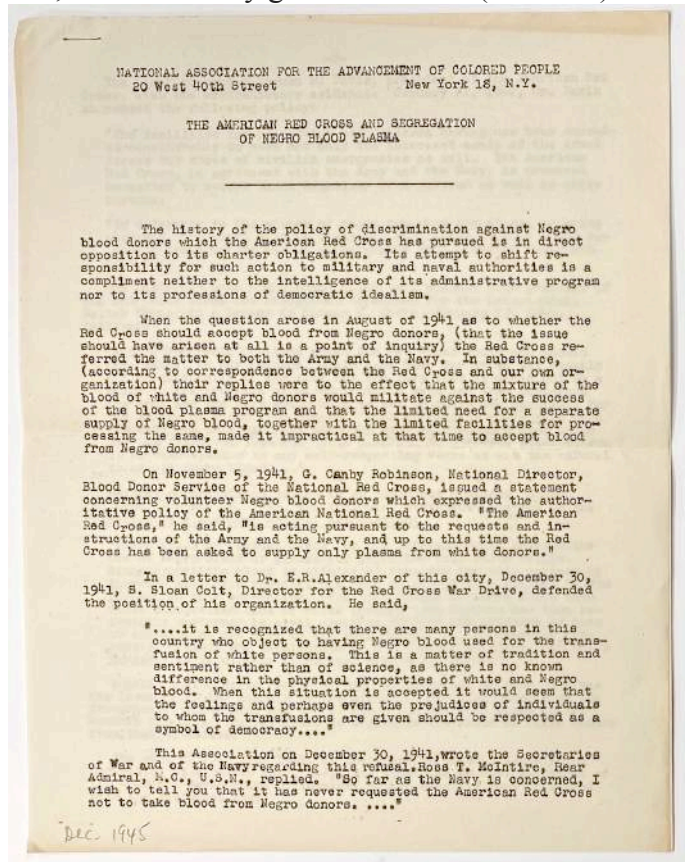 NATIONAL ASSOCIATION FOR THE ADVANCEMENT OF COLORED PEOPLE
20 West 40th Street New York 18, N.Y.
THE AMERICAN RED CROSS AND SEGREGATION
OF NEGRO BLOOD PLASMA
The history of the policy of discrimination against Negro
blood donors which the American Red Cross has pursued is in direct
opposition to its charter obligations. Its attempt to shift re-
sponsibility for such action to military and naval authorities is a
compliment neither to the intelligence of its administrative program
nor to its professions of democratic idealism.
When the question arose in August of 1941 as to whether the
Red Cross should accept blood from Negro donors, (that the issue
should have arisen at all is a point of inquiry) the Red Cross re-
ferred the matter to both the Army and the Navy. In substance,
(according to correspondence between the Red Cross and our own or-
ganization) their replies were to the effect that the mixture of the
blood of white and Negro donors would militate against the success
of the blood plasma program and that the limited need for a separate
supply of Negro blood, together with the limited facilities for pro-
cessing the same, made it impractical at that time to accept blood
from Negro donors.
On November 5, 1941, G. Canby Robinson, National Director,
Blood Donor Service of the National Red Cross, issued a statement
concerning volunteer Negro blood donors which expressed the author-
itative policy of the American National Red Cross. "The American
Red Cross," he said, "is acting pursuant to the requests and in-
structions of the Army and the Navy, and up to this time the Red
Cross has been asked to supply only plasma from white donors."
In a letter to Dr. E.R.Alexander of this city, December 30,
1941, S. Sloan Colt, Director for the Red Cross War Drive, defended
the position of his organization. He said,
"....it is recognized that there are many persons in this
country who object to having Negro blood used for the trans-
fusion of white persons. This is a matter of tradition and
sentiment rather than of science, as there is no known
difference in the physical properties of white and Negro
blood. When this situation is accepted it would seem that
the feelings and perhaps even the prejudices of individuals
to whom the transfusions are given should be respected as a
symbol of democracy...."
This Association on December 30, 1941,wrote the Secretaries
of War and of the Navyregarding this refusal.Ross T. McIntire, Rear
Admiral, M.C., U.S.N., replied. "So far as the Navy is concerned, I
wish to tell you that it has never requested the American Red Cross
not to take blood from Negro donors. ...."
Dec. 1945